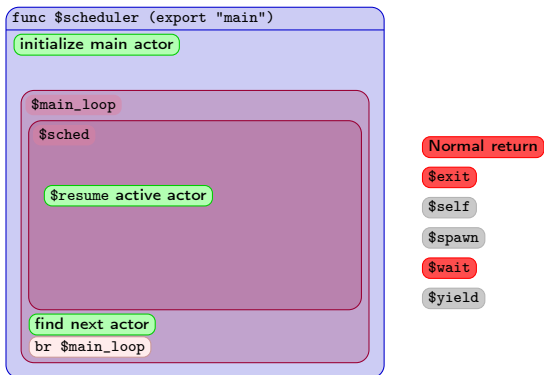 func $scheduler (export "main")
initialize main actor
$main_loop
$sched
$resume active actor
find next actor
br $main_loop
Normal return
$exit
$self
$spawn
$wait
$yield